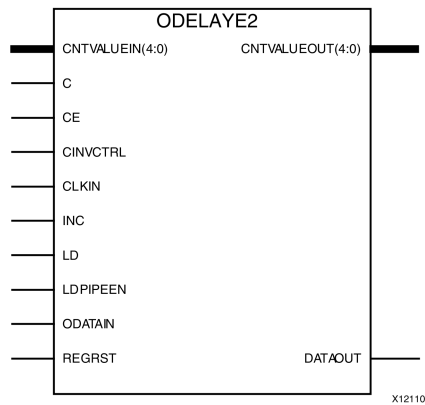 ODELAYE2
CNTVALUEIN(4:0) CNTVALUEOUT(4:0)
C
CE
CINVCTRL
CLKIN
INC
LD
LDPIPEEN
ODATAIN
REGRST DATAOUT
X12110